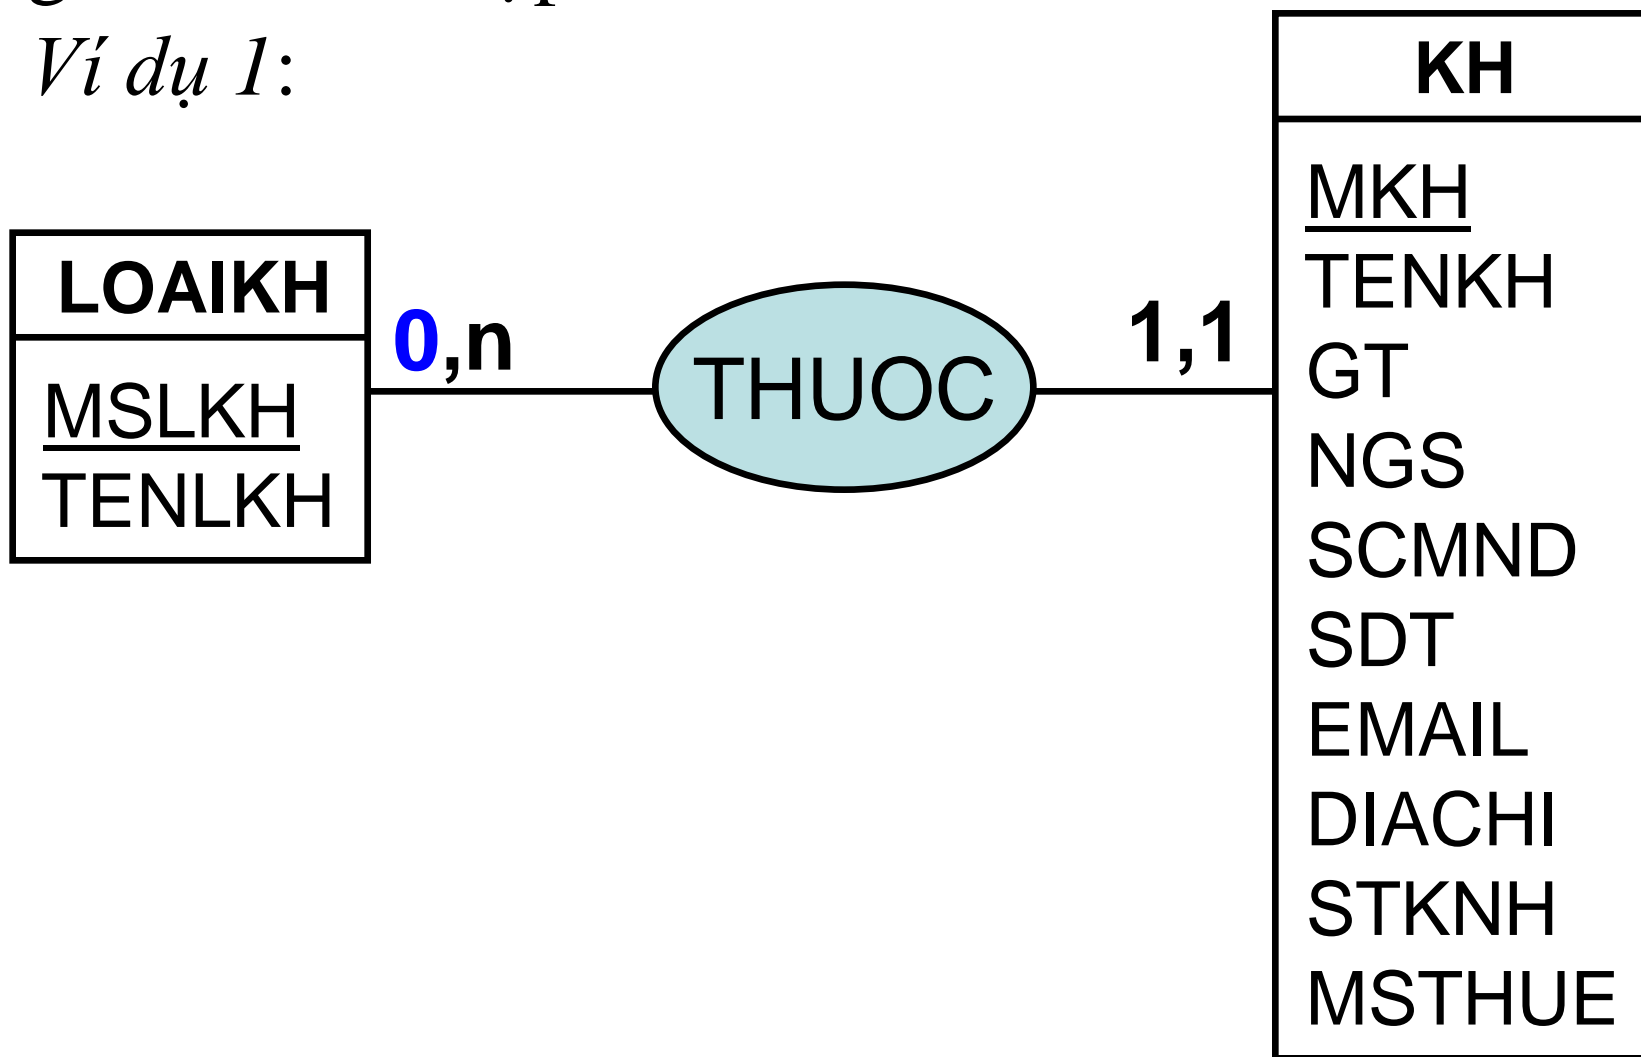 Ví dụ 1:
LOAIKH
MSLKH
TENLKH
0,n
THUOC
1,1
KH
MKH
TENKH
GT
NGS
SCMND
SDT
EMAIL
DIACHI
STKNH
MSTHUE